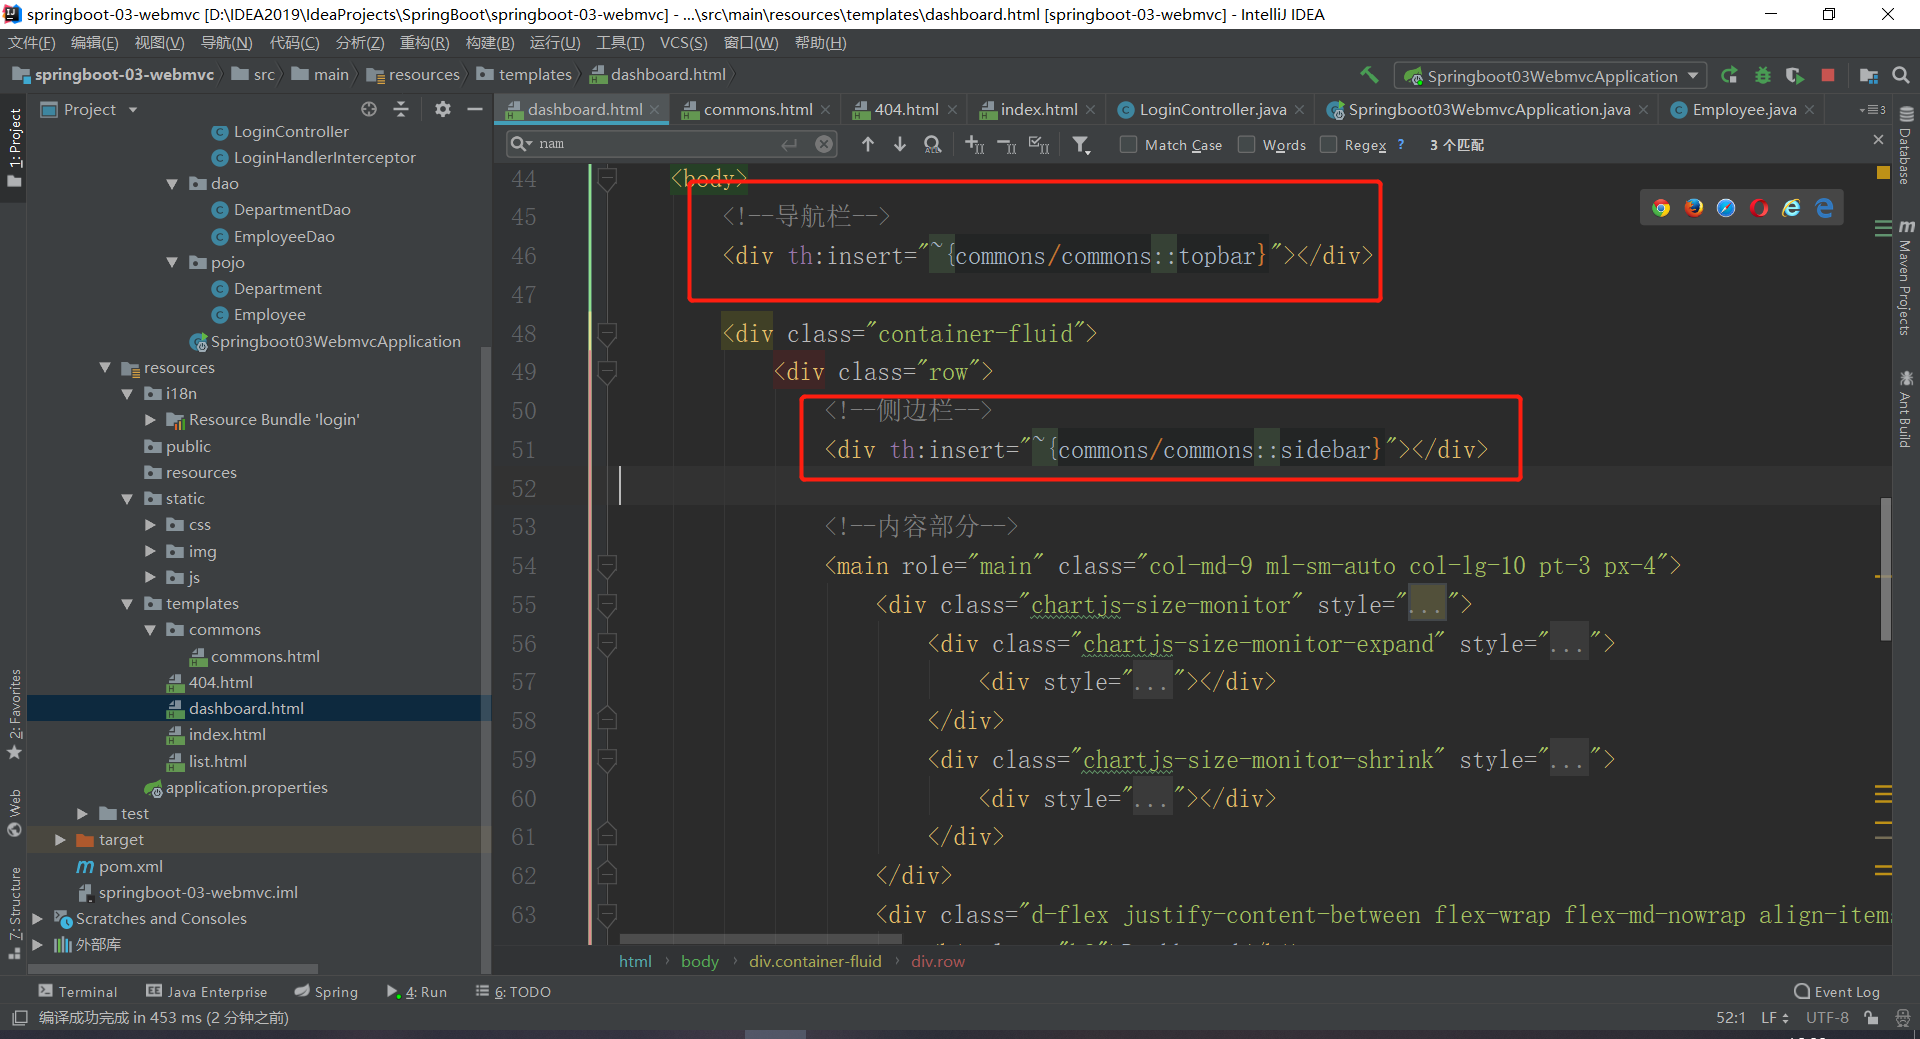 springboot-03-webmvc [D:\IDEA2019\IdeaProjects\SpringBoot\springboot-03-webmvc] - ...\src\main\resources\templates\dashboard.html [springboot-03-webmvc] - IntelliJ IDEA
文件(F) 编辑(E) 视图(V) 导航(N) 代码(C) 分析(Z) 重构(R) 构建(B) 运行(U) 工具(T) VCS(S) 窗口(W) 帮助(H)
springboot-03-webmvc src main resources templates dashboard.html
Springboot03WebmvcApplication
Project
dashboard.html commons.html 404.html index.html LoginController.java Springboot03WebmvcApplication.java Employee.java
3
nam
Match Case Words Regex ? 3 个匹配
1: Project
2: Favorites
Web
7: Structure
LoginController
LoginHandlerInterceptor
dao
DepartmentDao
EmployeeDao
pojo
Department
Employee
Springboot03WebmvcApplication
resources
i18n
Resource Bundle 'login'
public
resources
static
css
img
js
templates
commons
commons.html
404.html
dashboard.html
index.html
list.html
application.properties
test
target
pom.xml
springboot-03-webmvc.iml
Scratches and Consoles
外部库
44 <body>
45 <!--导航栏-->
46 <div th:insert="~{commons/commons::topbar}"></div>
47
48 <div class="container-fluid">
49 <div class="row">
50 <!--侧边栏-->
51 <div th:insert="~{commons/commons::sidebar}"></div>
52
53 <!--内容部分-->
54 <main role="main" class="col-md-9 ml-sm-auto col-lg-10 pt-3 px-4">
55 <div class="chartjs-size-monitor" style="...">
56 <div class="chartjs-size-monitor-expand" style="...">
57 <div style="..."></div>
58 </div>
59 <div class="chartjs-size-monitor-shrink" style="...">
60 <div style="..."></div>
61 </div>
62 </div>
63 <div class="d-flex justify-content-between flex-wrap flex-md-nowrap align-item
html body div.container-fluid div.row
Database
Maven Projects
Ant Build
Terminal Java Enterprise Spring 4: Run 6: TODO Event Log
编译成功完成 in 453 ms (2 分钟之前) 52:1 LF UTF-8